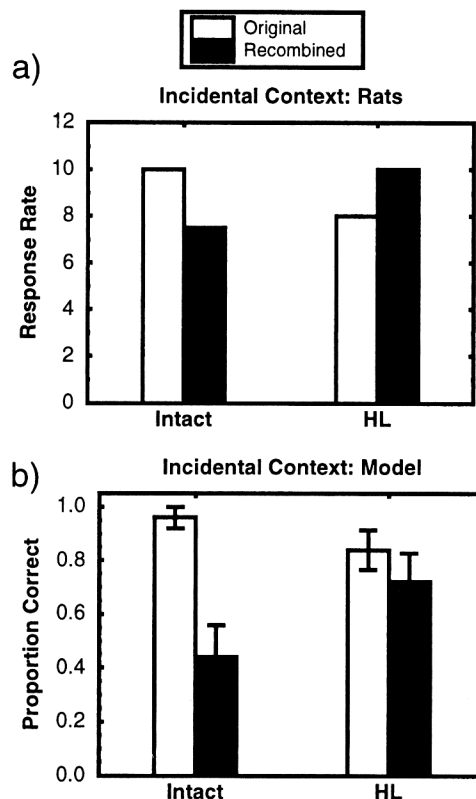 Original
Recombined
a)
Incidental Context: Rats
Response Rate
12
10
8
6
4
2
0
Intact HL
b)
Incidental Context: Model
Proportion Correct
1.0
0.8
0.6
0.4
0.2
0.0
Intact HL